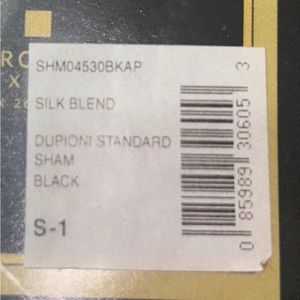 SHM04530BKAP
SILK BLEND
DUPIONI STANDARD
SHAM
BLACK
S-1
0 85989 30605 3